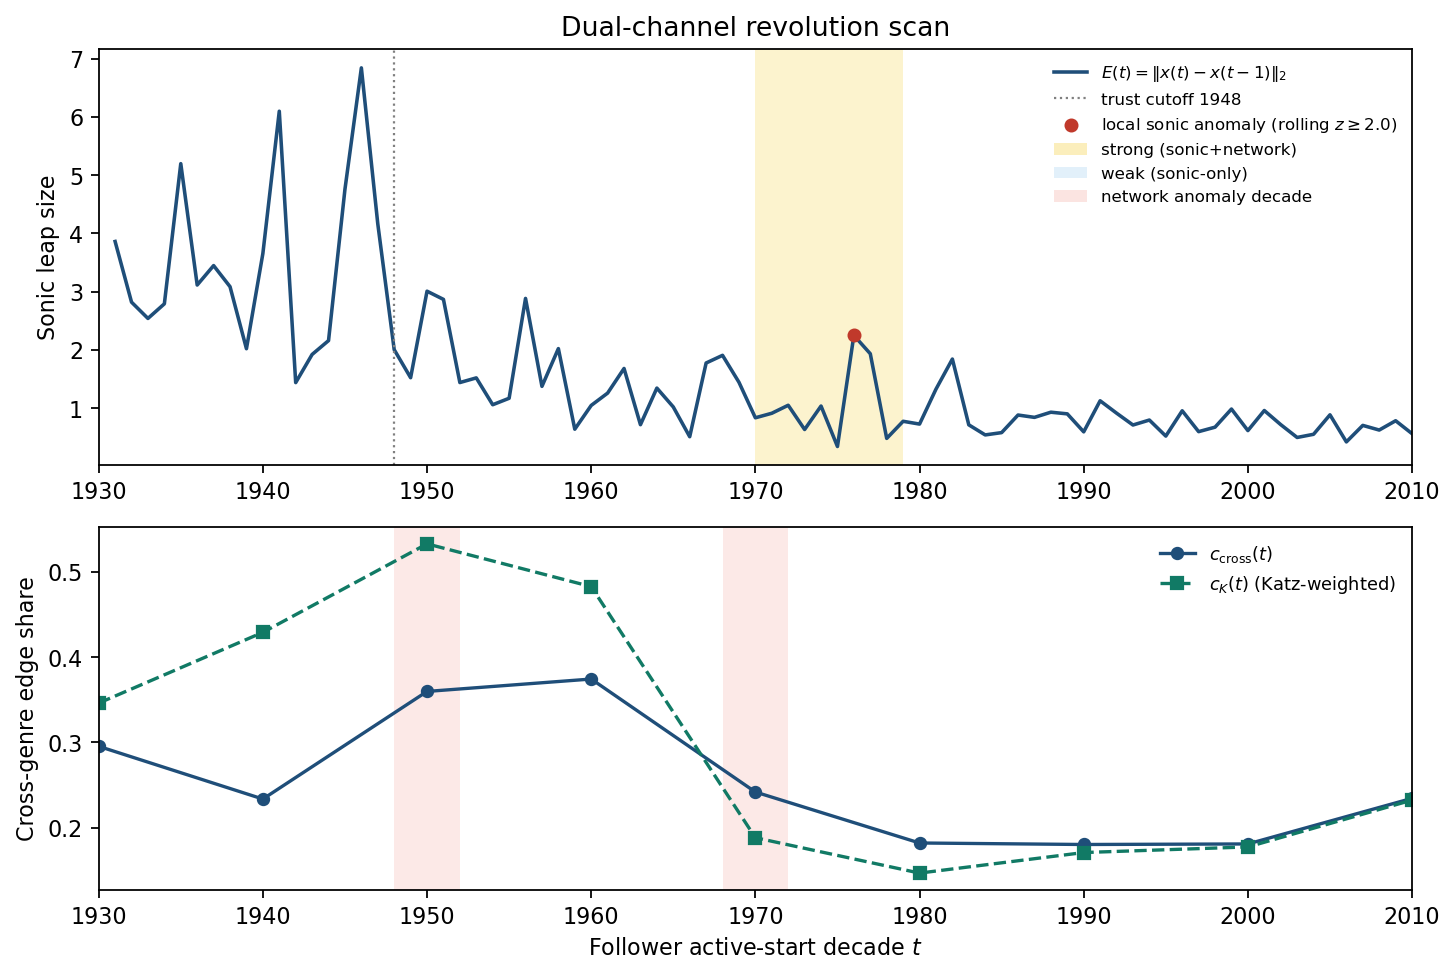 Dual-channel revolution scan
Sonic leap size
7
6
5
4
3
2
1
E(t) = ‖x(t) − x(t−1)‖₂
trust cutoff 1948
local sonic anomaly (rolling z ≥ 2.0)
strong (sonic+network)
weak (sonic-only)
network anomaly decade
1930 1940 1950 1960 1970 1980 1990 2000 2010
Cross-genre edge share
0.5
0.4
0.3
0.2
c_cross(t)
c_K(t) (Katz-weighted)
1930 1940 1950 1960 1970 1980 1990 2000 2010
Follower active-start decade t